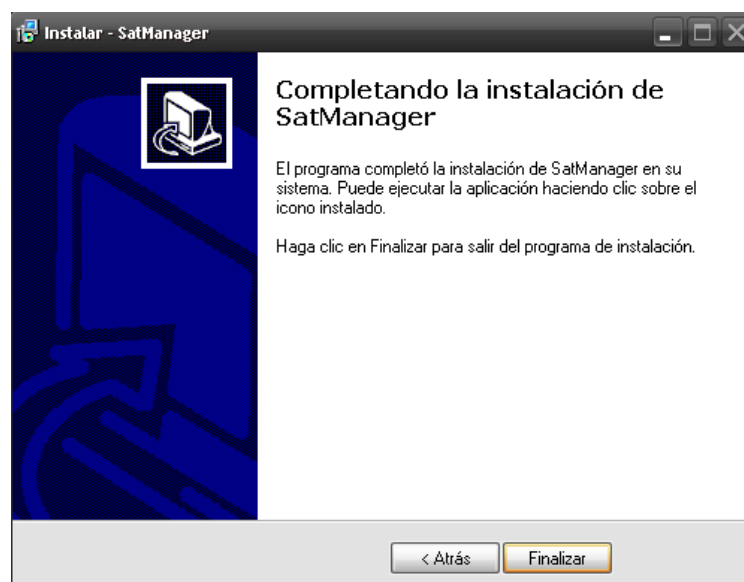 Instalar - SatManager
Completando la instalación de
SatManager
El programa completó la instalación de SatManager en su
sistema. Puede ejecutar la aplicación haciendo clic sobre el
icono instalado.
Haga clic en Finalizar para salir del programa de instalación.
< Atrás
Finalizar